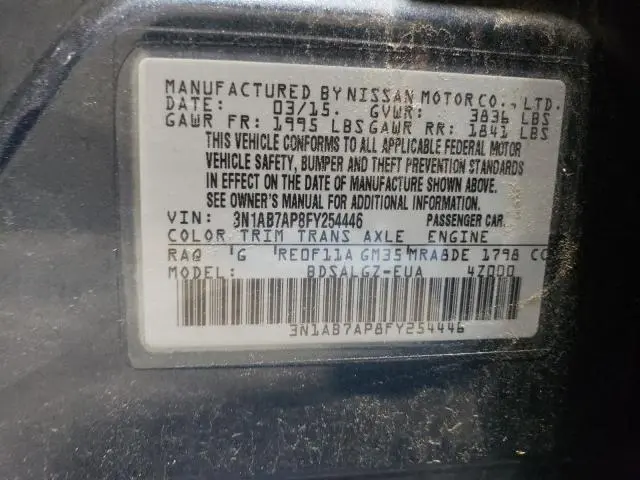 MANUFACTURED BY NISSAN MOTOR CO., LTD.
DATE: 03/15. GVWR: 3836 LBS
GAWR FR: 1995 LBS GAWR RR: 1841 LBS
THIS VEHICLE CONFORMS TO ALL APPLICABLE FEDERAL MOTOR
VEHICLE SAFETY, BUMPER AND THEFT PREVENTION STANDARDS
IN EFFECT ON THE DATE OF MANUFACTURE SHOWN ABOVE.
SEE OWNER'S MANUAL FOR ADDITIONAL INFORMATION.
VIN: 3N1AB7AP8FY254446 PASSENGER CAR.
COLOR TRIM TRANS AXLE ENGINE
RAQ G RE0F11A GM35 MRA8DE 1798 CC
MODEL: BDSALGZ-EUA 4Z000
3N1AB7AP8FY254446